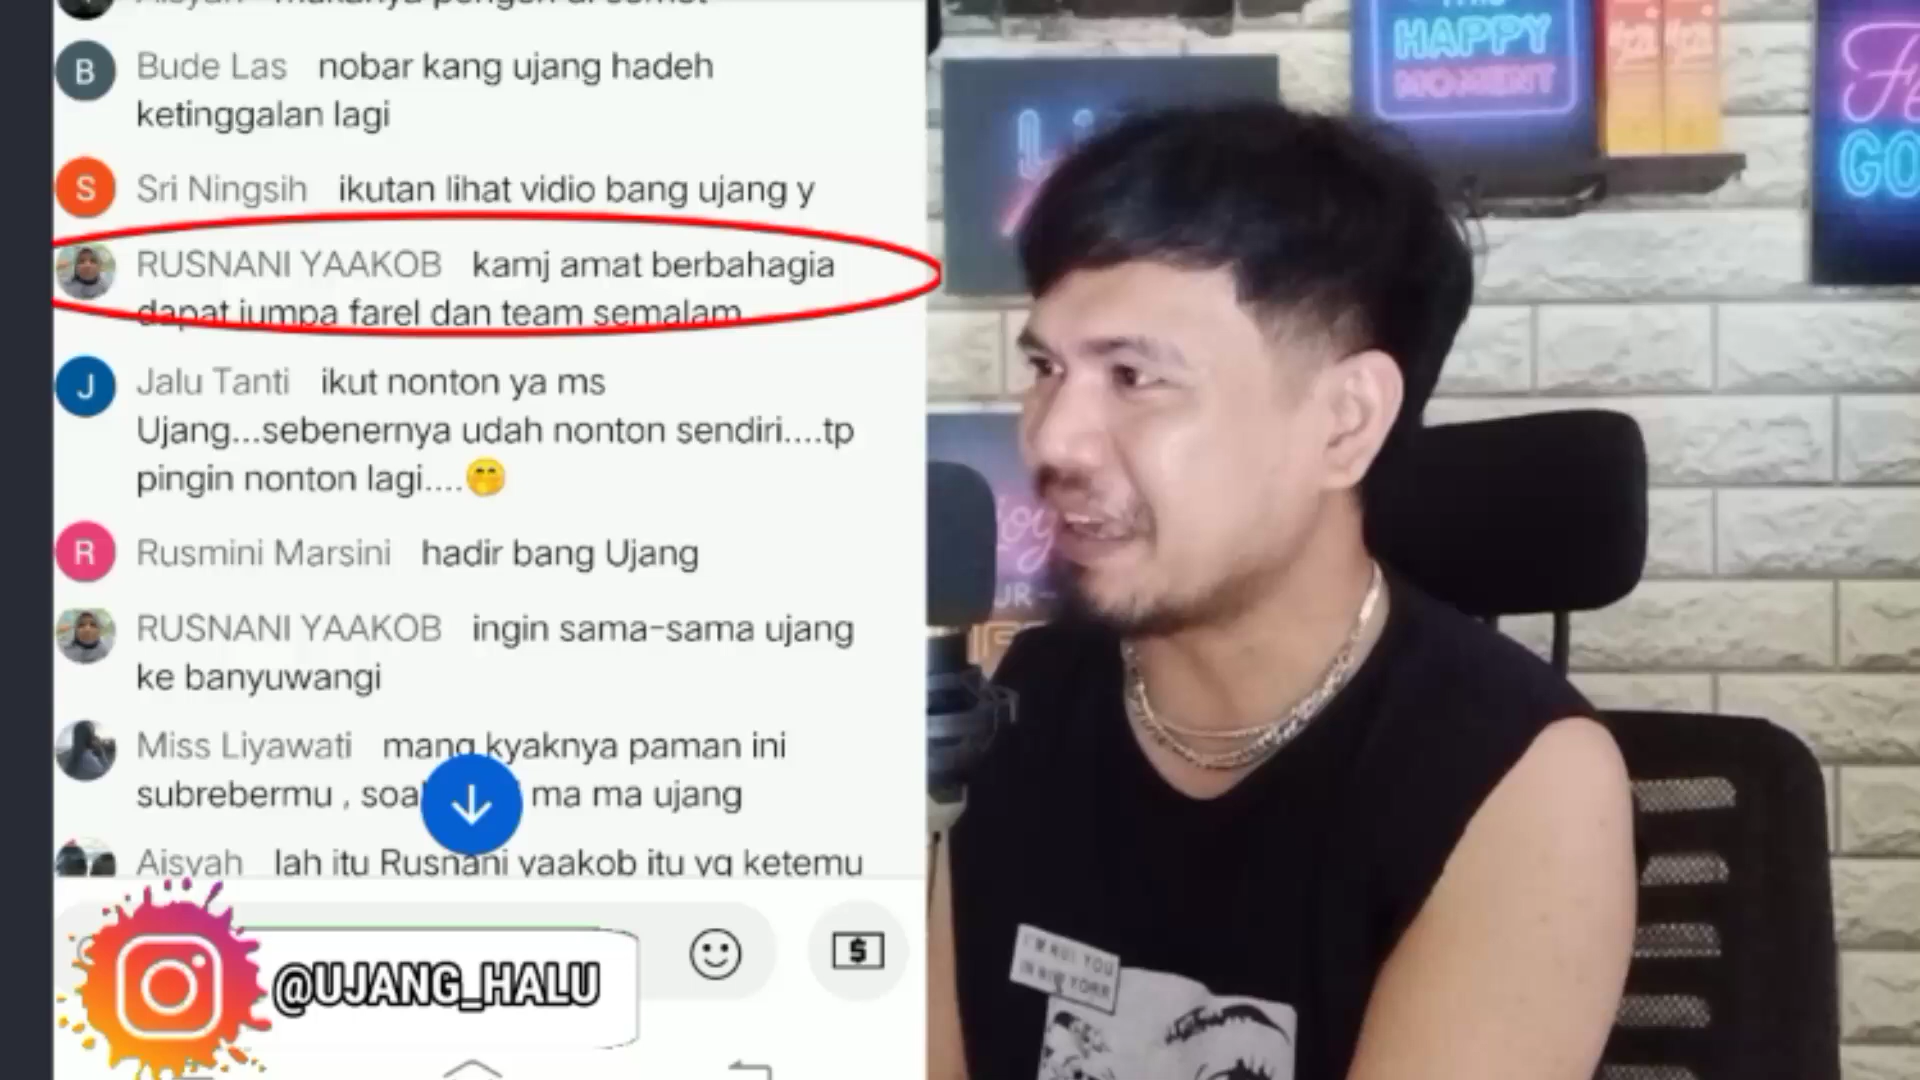 Bude Las nobar kang ujang hadeh
ketinggalan lagi
Sri Ningsih ikutan lihat vidio bang ujang y
RUSNANI YAAKOB kamj amat berbahagia
dapat jumpa farel dan team semalam
Jalu Tanti ikut nonton ya ms
Ujang...sebenernya udah nonton sendiri....tp
pingin nonton lagi....🤭
Rusmini Marsini hadir bang Ujang
RUSNANI YAAKOB ingin sama-sama ujang
ke banyuwangi
Miss Liyawati mang kyaknya paman ini
subrebermu , ma ma ujang
Aisyah lah itu Rusnani yaakob itu yg ketemu
@UJANG_HALU
B
S
J
R
$
HAPPY
MOMENT
GO